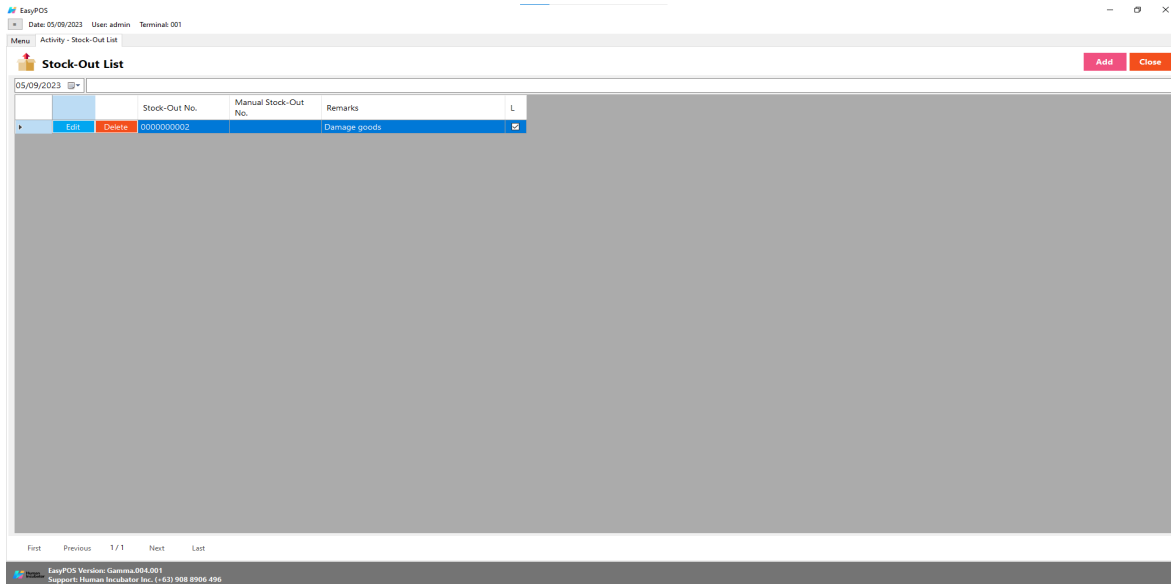 EasyPOS
Date: 05/09/2023 User: admin Terminal: 001
Menu Activity - Stock-Out List
Stock-Out List
Add Close
05/09/2023
Stock-Out No. Manual Stock-Out No. Remarks L
Edit Delete 0000000002 Damage goods
First Previous 1 / 1 Next Last
EasyPOS Version: Gamma.004.001
Support: Human Incubator Inc. (+63) 908 8906 496